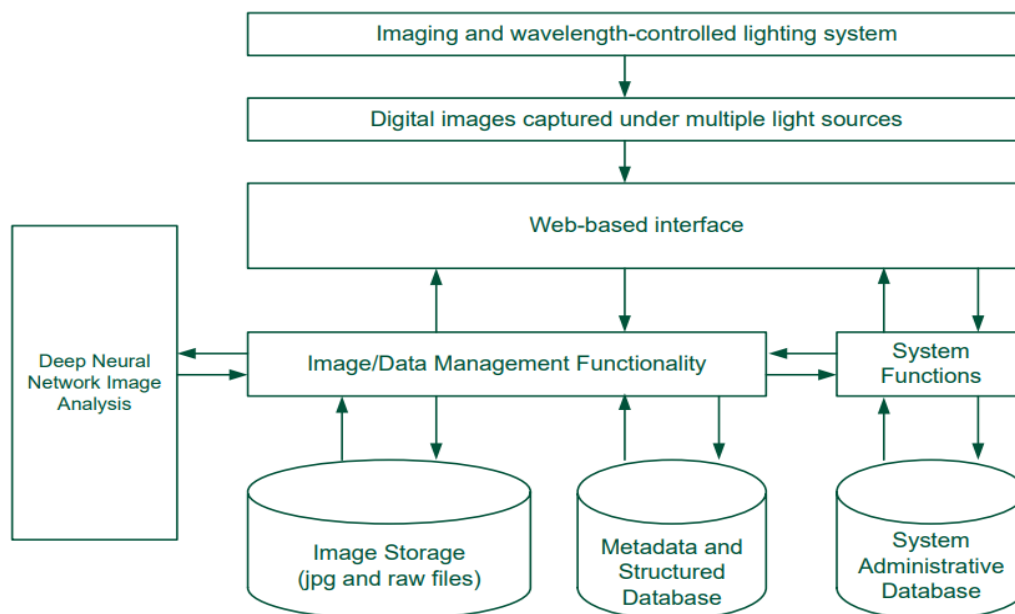 Imaging and wavelength-controlled lighting system
Digital images captured under multiple light sources
Web-based interface
Deep Neural
Network Image
Analysis
Image/Data Management Functionality
System
Functions
Image Storage
(jpg and raw files)
Metadata and
Structured
Database
System
Administrative
Database